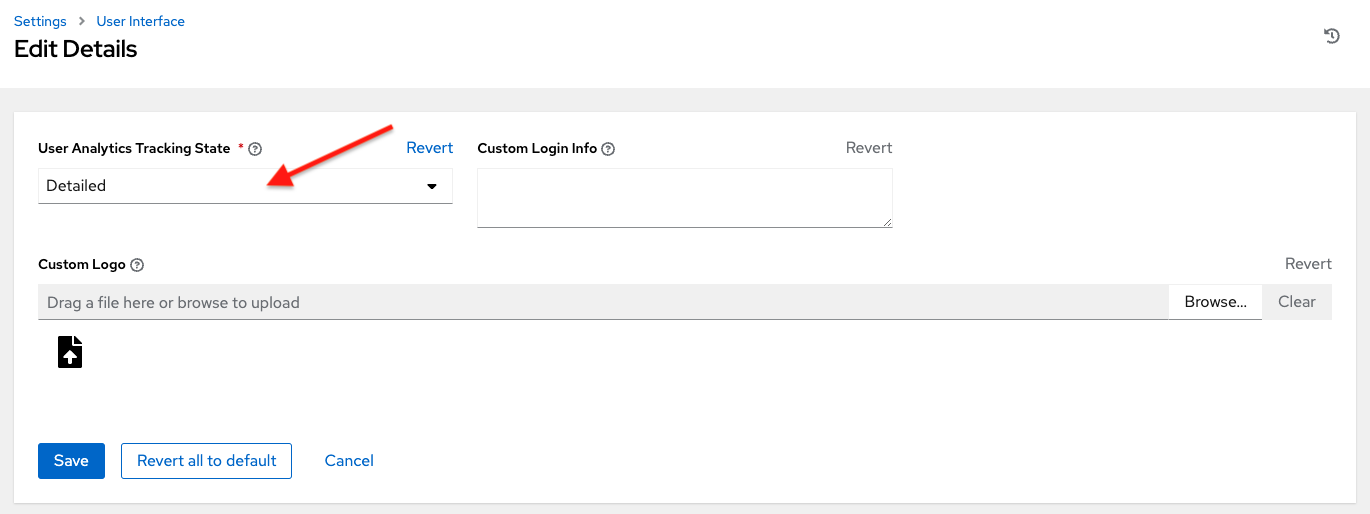 Settings > User Interface
Edit Details
User Analytics Tracking State * Revert
Detailed
Custom Login Info Revert
Custom Logo Revert
Drag a file here or browse to upload Browse... Clear
Save Revert all to default Cancel